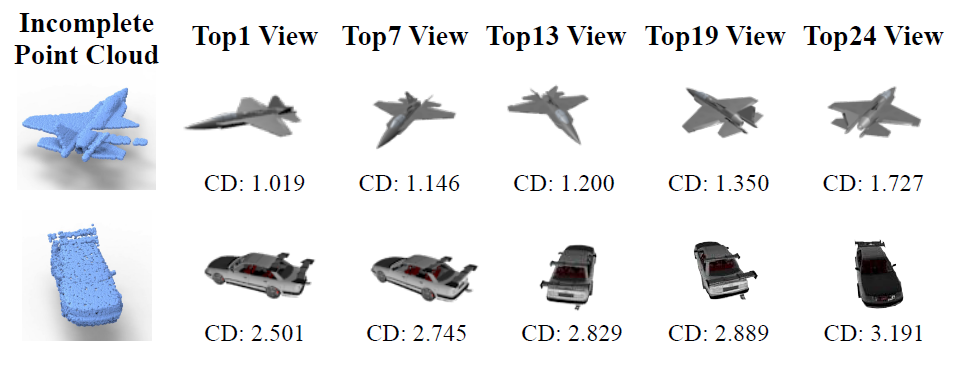 Incomplete
Point Cloud
Top1 View
Top7 View
Top13 View
Top19 View
Top24 View
CD: 1.019
CD: 1.146
CD: 1.200
CD: 1.350
CD: 1.727
CD: 2.501
CD: 2.745
CD: 2.829
CD: 2.889
CD: 3.191